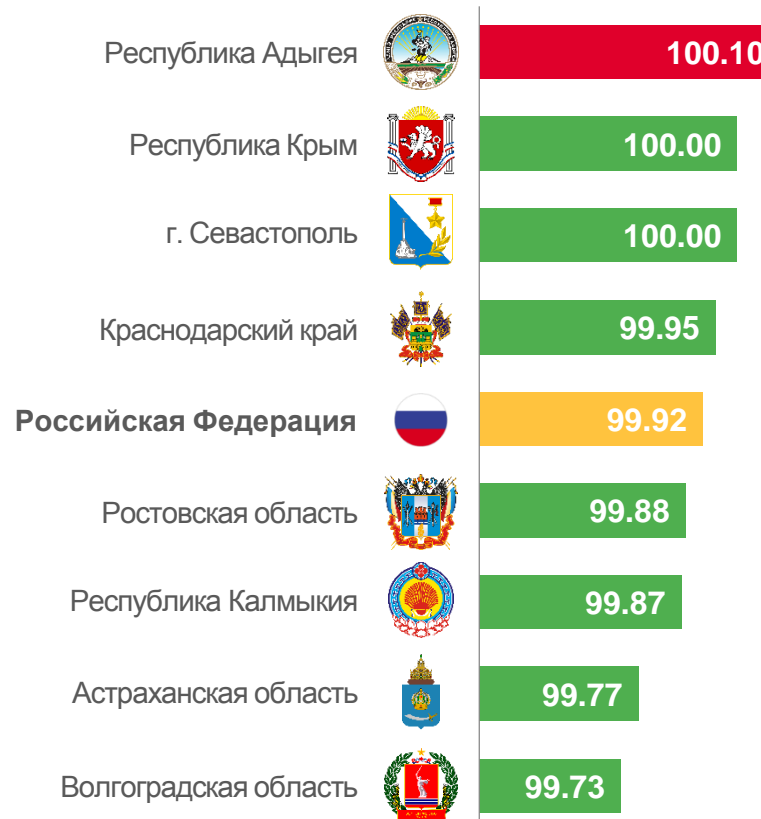 Республика Адыгея 100.10
Республика Крым 100.00
г. Севастополь 100.00
Краснодарский край 99.95
Российская Федерация 99.92
Ростовская область 99.88
Республика Калмыкия 99.87
Астраханская область 99.77
Волгоградская область 99.73